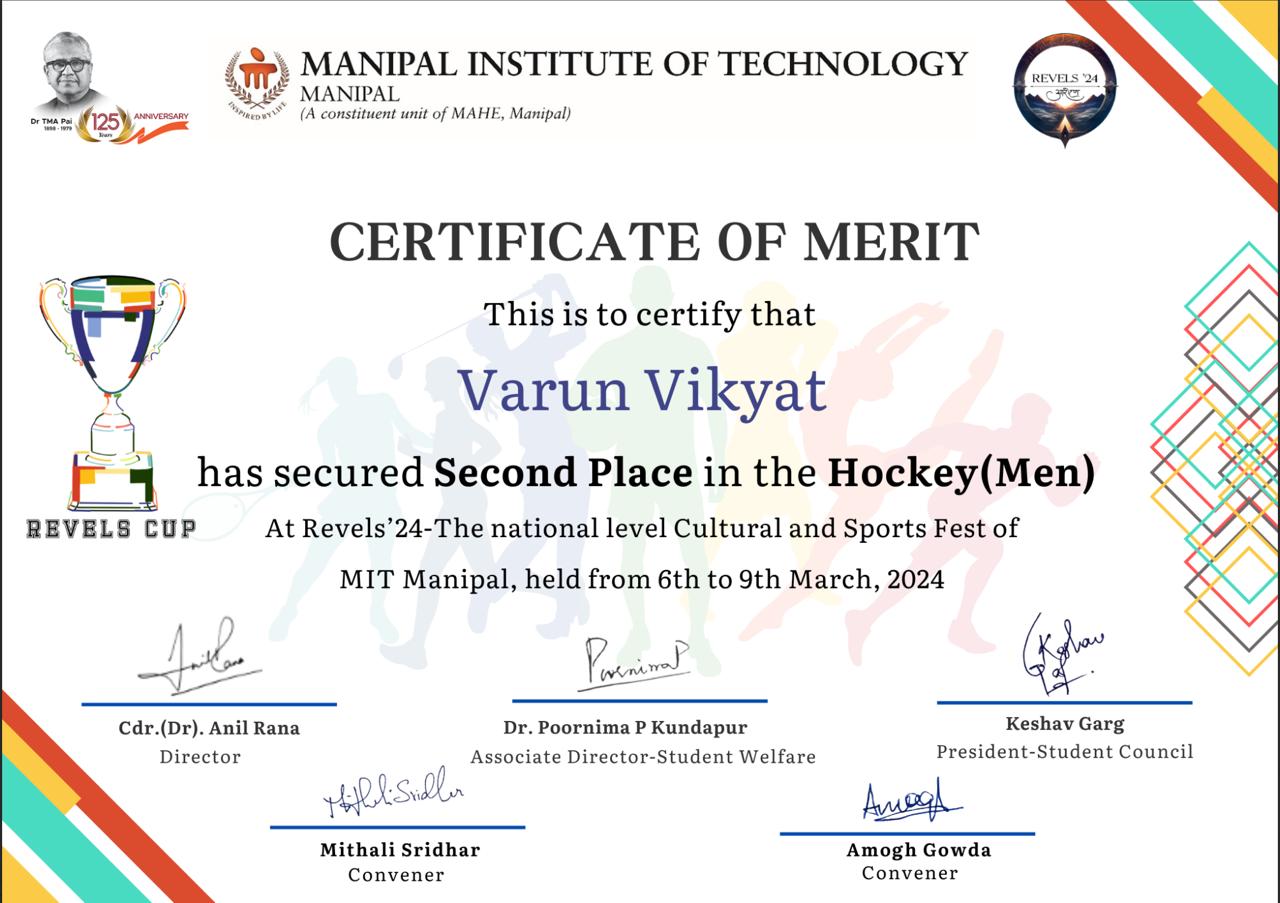 Dr TMA Pai
1898 - 1979
125
Years
ANNIVERSARY
INSPIRED BY LIFE
MANIPAL INSTITUTE OF TECHNOLOGY
MANIPAL
(A constituent unit of MAHE, Manipal)
REVELS '24
CERTIFICATE OF MERIT
This is to certify that
Varun Vikyat
has secured Second Place in the Hockey(Men)
REVELS CUP
At Revels’24-The national level Cultural and Sports Fest of
MIT Manipal, held from 6th to 9th March, 2024
Anil Rana
Poornima P
Keshav
Cdr.(Dr). Anil Rana
Director
Dr. Poornima P Kundapur
Associate Director-Student Welfare
Keshav Garg
President-Student Council
Mithali Sridhar
Amogh
Mithali Sridhar
Convener
Amogh Gowda
Convener